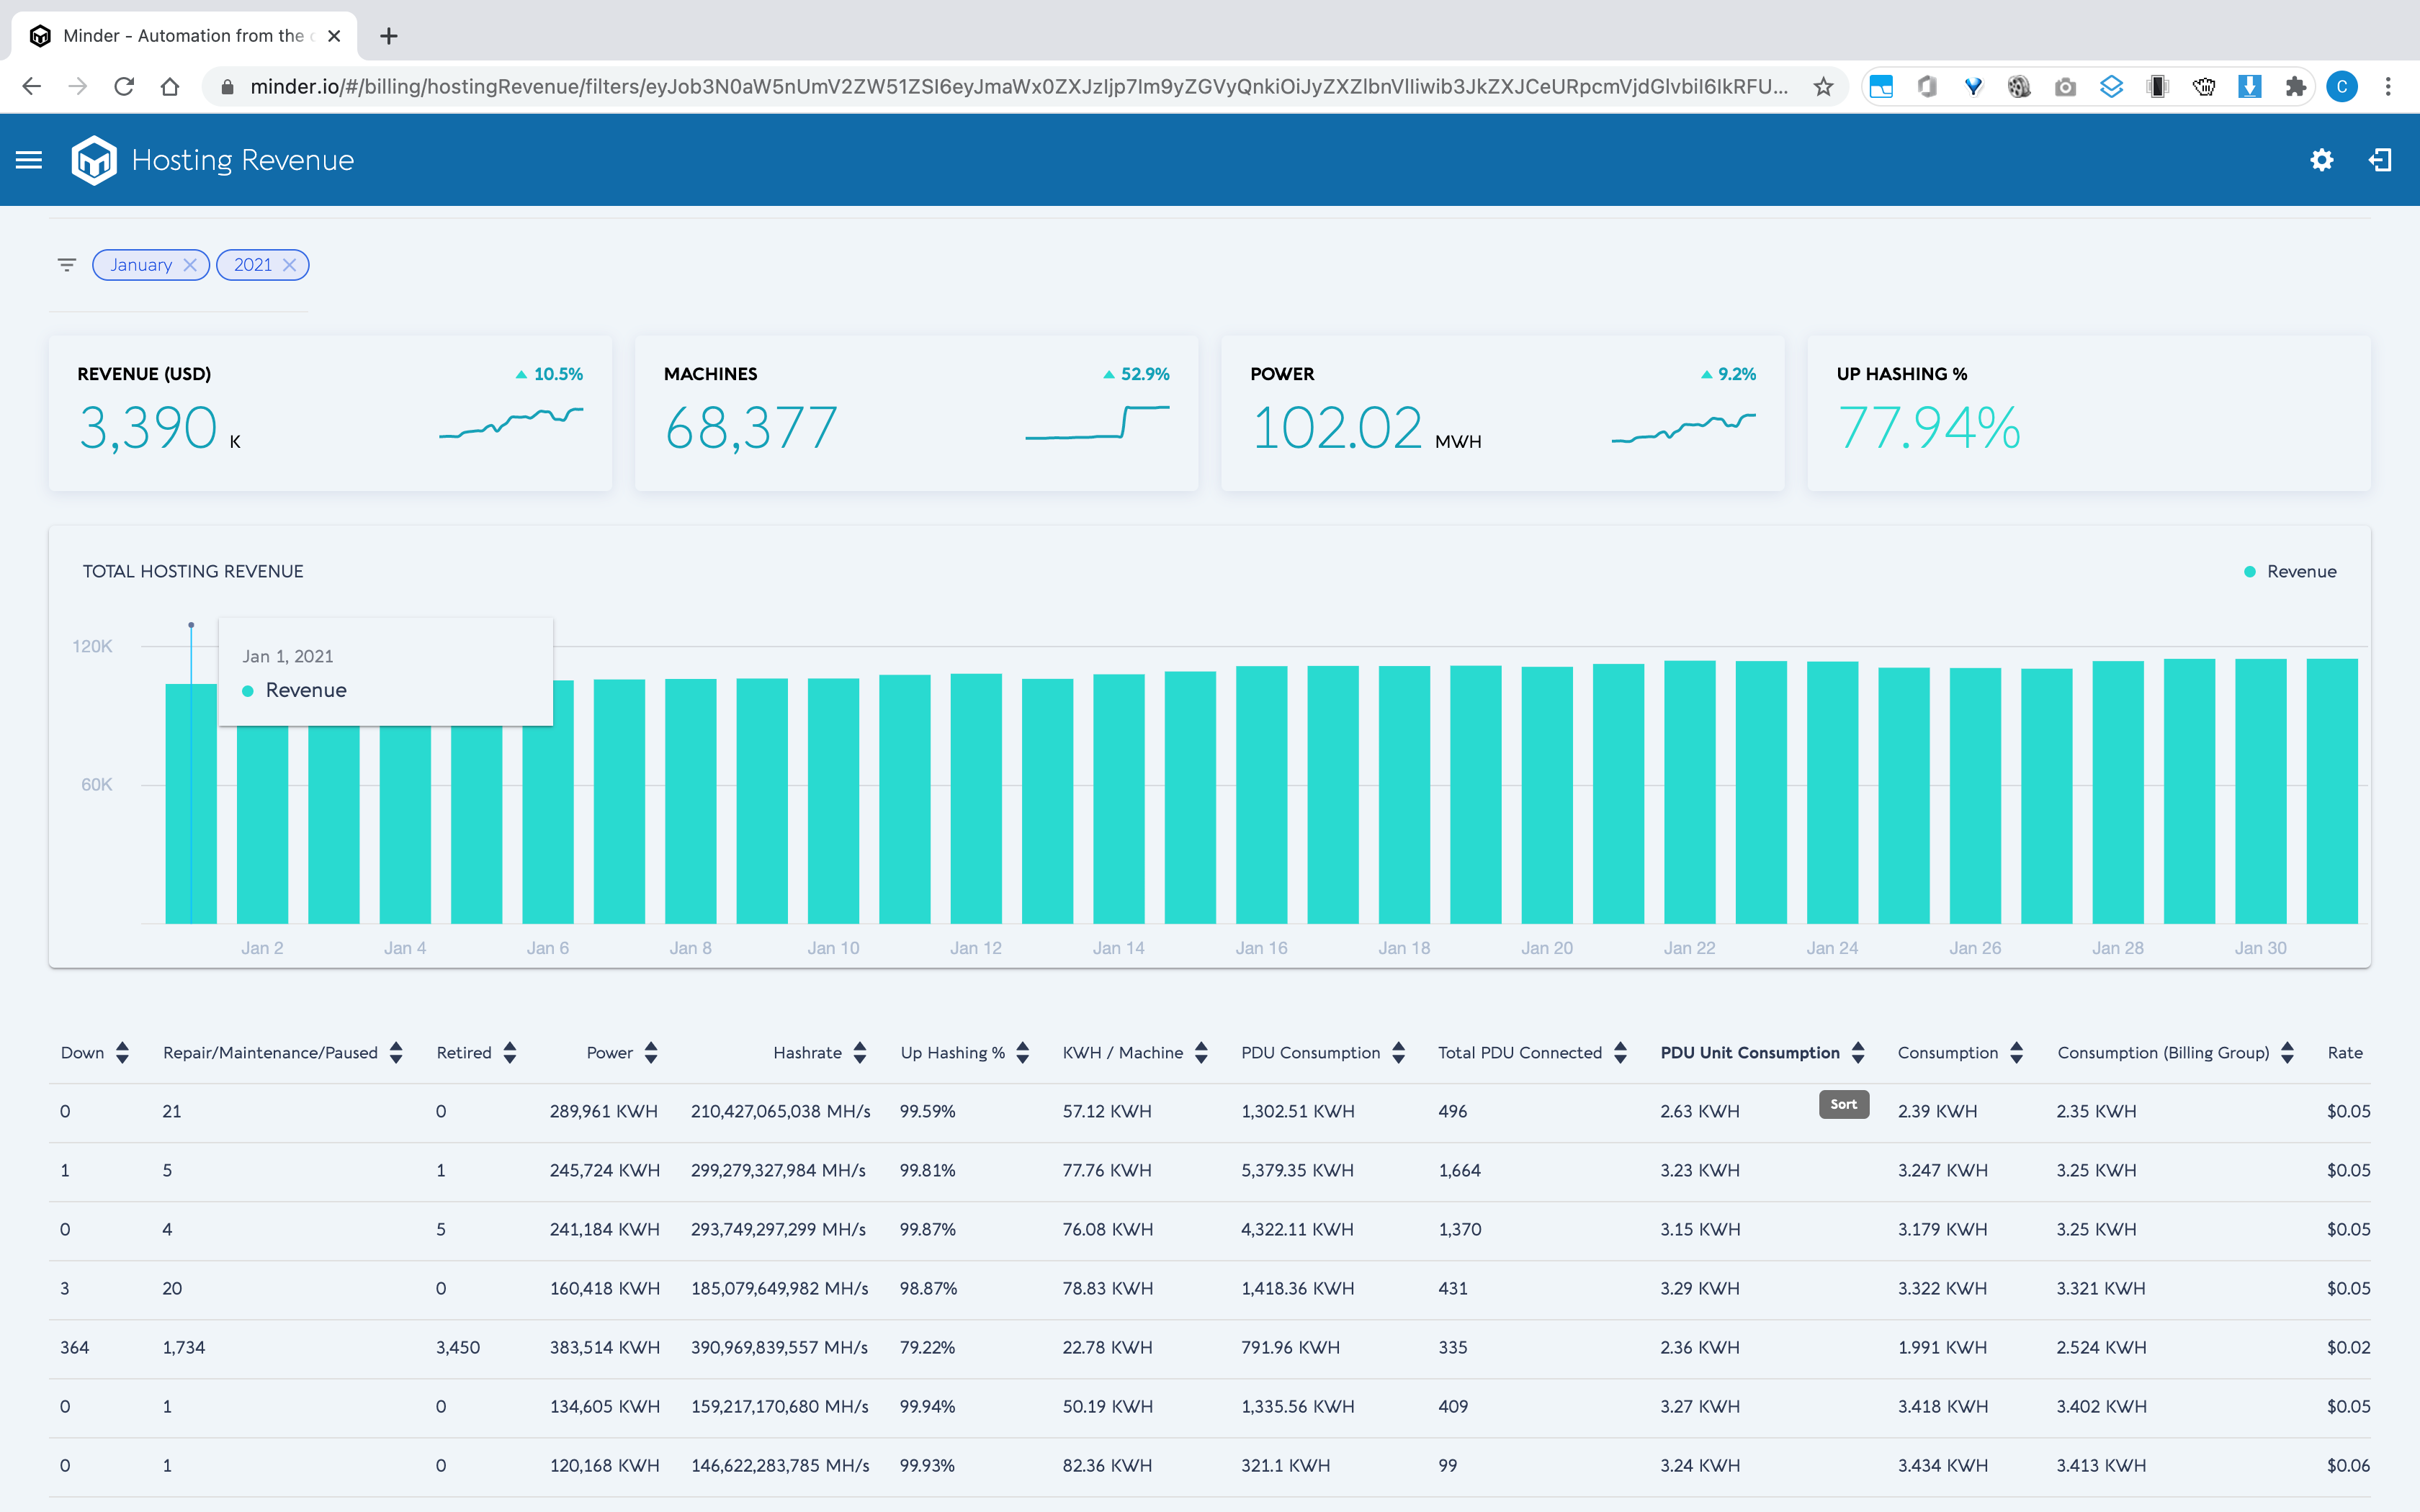 Minder - Automation from the
minder.io/#/billing/hostingRevenue/filters/eyJob3N0aW5nUmV2ZW51ZSI6eyJmaWx0ZXJzIjp7Im9yZGVyQnkiOiJyZXZlbnVlIiwib3JkZXJCeURpcmVjdGlvbiI6IkRFU...
C
Hosting Revenue
January 2021
REVENUE (USD) 10.5%
3,390 K
MACHINES 52.9%
68,377
POWER 9.2%
102.02 MWH
UP HASHING %
77.94%
TOTAL HOSTING REVENUE
Revenue
120K
60K
Jan 1, 2021
Revenue
Jan 2 Jan 4 Jan 6 Jan 8 Jan 10 Jan 12 Jan 14 Jan 16 Jan 18 Jan 20 Jan 22 Jan 24 Jan 26 Jan 28 Jan 30
Down Repair/Maintenance/Paused Retired Power Hashrate Up Hashing % KWH / Machine PDU Consumption Total PDU Connected PDU Unit Consumption Consumption Consumption (Billing Group) Rate
Sort
0 21 0 289,961 KWH 210,427,065,038 MH/s 99.59% 57.12 KWH 1,302.51 KWH 496 2.63 KWH 2.39 KWH 2.35 KWH $0.05
1 5 1 245,724 KWH 299,279,327,984 MH/s 99.81% 77.76 KWH 5,379.35 KWH 1,664 3.23 KWH 3.247 KWH 3.25 KWH $0.05
0 4 5 241,184 KWH 293,749,297,299 MH/s 99.87% 76.08 KWH 4,322.11 KWH 1,370 3.15 KWH 3.179 KWH 3.25 KWH $0.05
3 20 0 160,418 KWH 185,079,649,982 MH/s 98.87% 78.83 KWH 1,418.36 KWH 431 3.29 KWH 3.322 KWH 3.321 KWH $0.05
364 1,734 3,450 383,514 KWH 390,969,839,557 MH/s 79.22% 22.78 KWH 791.96 KWH 335 2.36 KWH 1.991 KWH 2.524 KWH $0.02
0 1 0 134,605 KWH 159,217,170,680 MH/s 99.94% 50.19 KWH 1,335.56 KWH 409 3.27 KWH 3.418 KWH 3.402 KWH $0.05
0 1 0 120,168 KWH 146,622,283,785 MH/s 99.93% 82.36 KWH 321.1 KWH 99 3.24 KWH 3.434 KWH 3.413 KWH $0.06